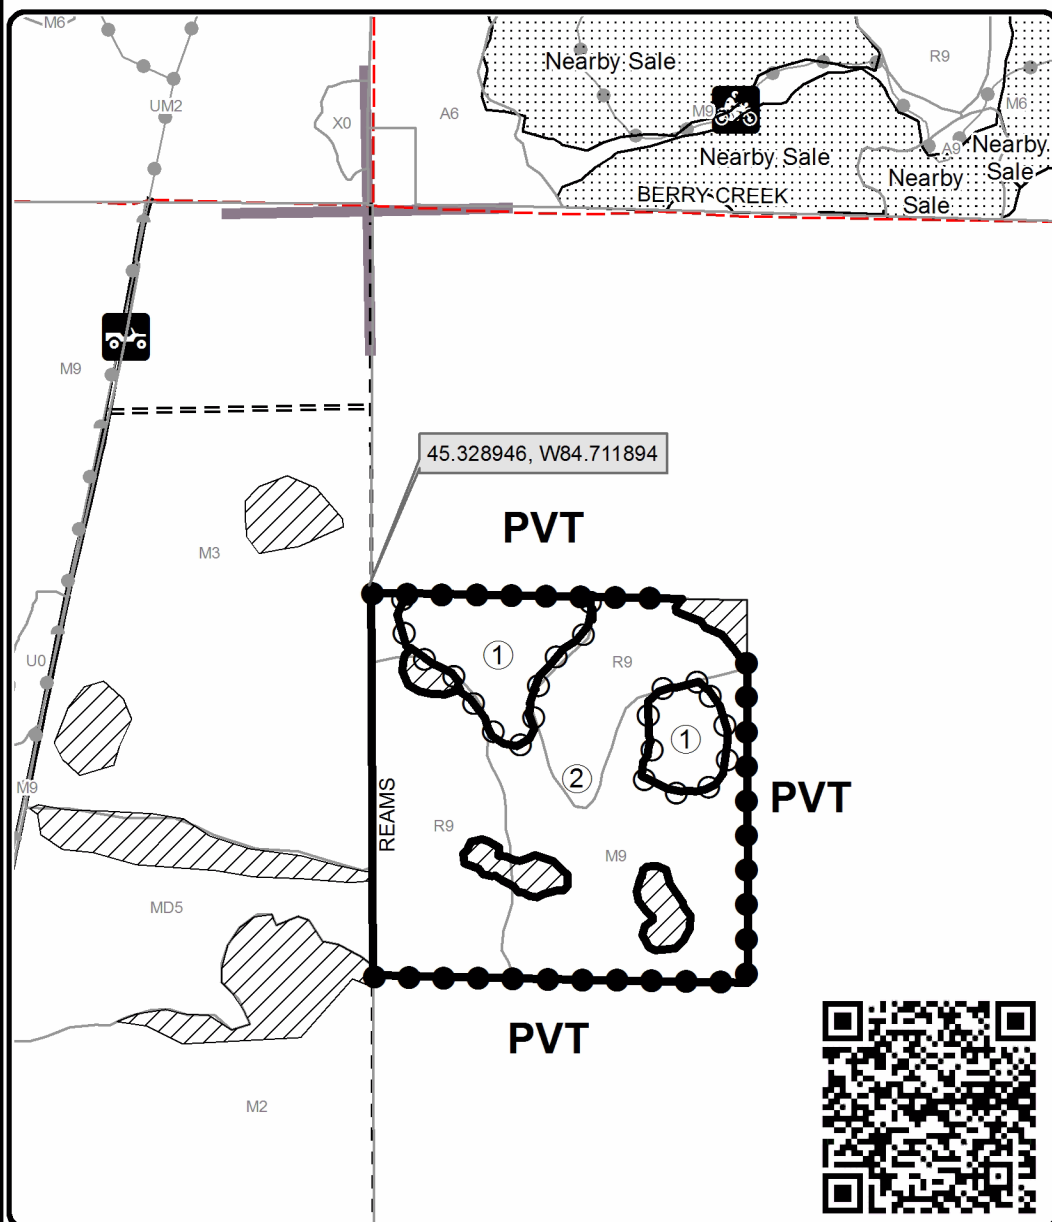 M6
UM2
X0
A6
Nearby Sale
R9
M9
M6
A9
Nearby
Sale
Nearby Sale
Nearby
Sale
BERRY CREEK
M9
45.328946, W84.711894
PVT
M3
1
R9
U0
1
2
M9
PVT
REAMS
R9
M9
MD5
PVT
M2